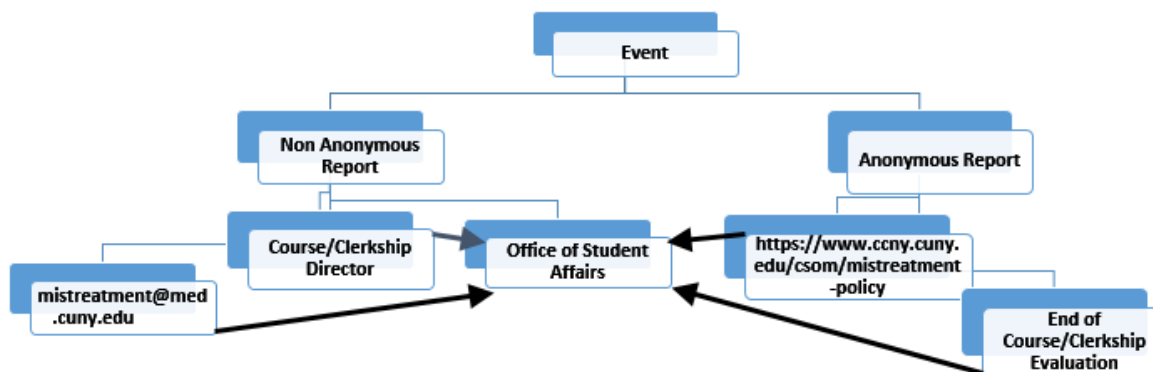 Event
Non Anonymous
Report
Anonymous Report
Course/Clerkship
Director
Office of Student
Affairs
https://www.ccny.cuny.
edu/csom/mistreatment
-policy
mistreatment@med
.cuny.edu
End of
Course/Clerkship
Evaluation